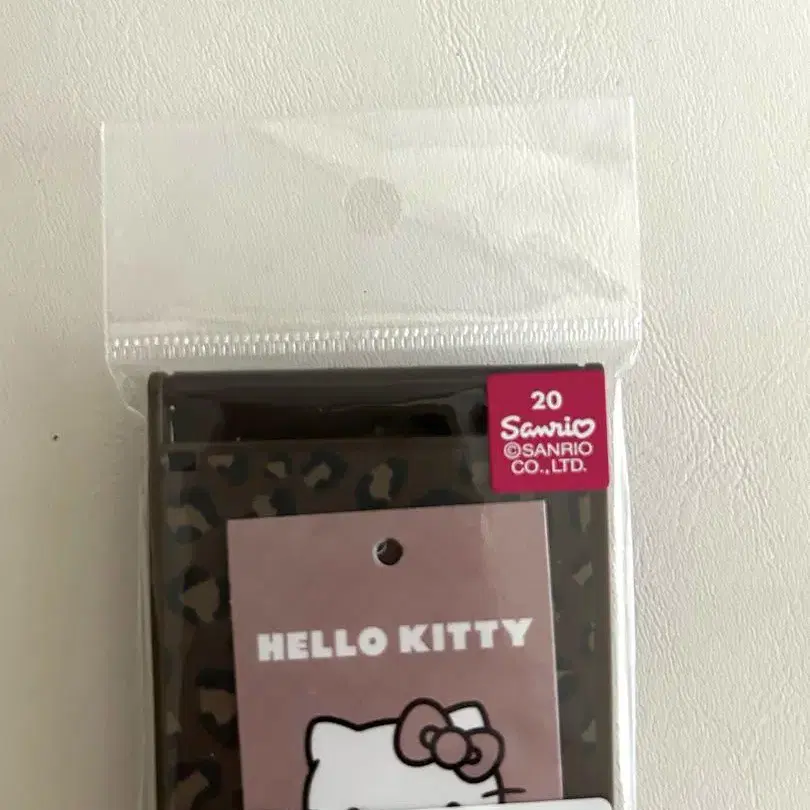 20
Sanrio
©SANRIO
CO.,LTD.
HELLO KITTY